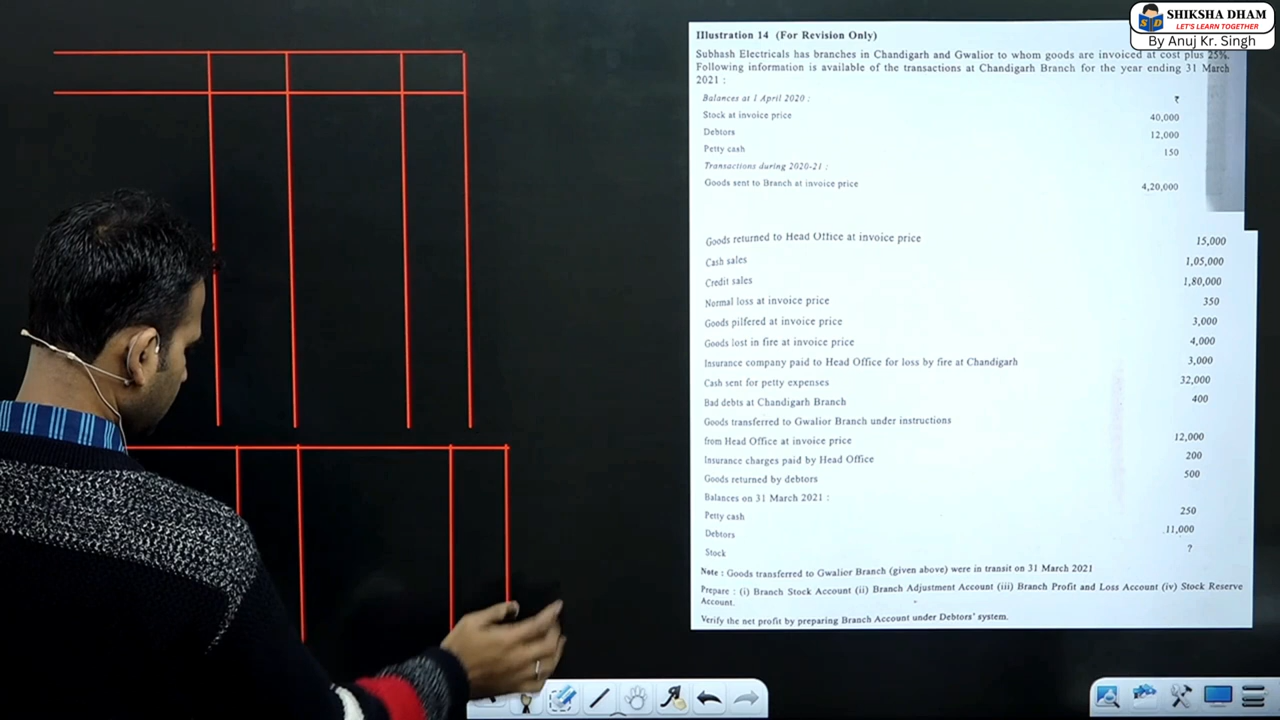 SHIKSHA DHAM
LET'S LEARN TOGETHER
By Anuj Kr. Singh
Illustration 14 (For Revision Only)
Subhash Electricals has branches in Chandigarh and Gwalior to whom goods are invoiced at cost plus 25%.
Following information is available of the transactions at Chandigarh Branch for the year ending 31 March
2021 :
Balances at 1 April 2020 : ₹
Stock at invoice price 40,000
Debtors 12,000
Petty cash 150
Transactions during 2020-21 :
Goods sent to Branch at invoice price 4,20,000
Goods returned to Head Office at invoice price 15,000
Cash sales 1,05,000
Credit sales 1,80,000
Normal loss at invoice price 350
Goods pilfered at invoice price 3,000
Goods lost in fire at invoice price 4,000
Insurance company paid to Head Office for loss by fire at Chandigarh 3,000
Cash sent for petty expenses 32,000
Bad debts at Chandigarh Branch 400
Goods transferred to Gwalior Branch under instructions
from Head Office at invoice price 12,000
Insurance charges paid by Head Office 200
Goods returned by debtors 500
Balances on 31 March 2021 :
Petty cash 250
Debtors 11,000
Stock ?
Note : Goods transferred to Gwalior Branch (given above) were in transit on 31 March 2021
Prepare : (i) Branch Stock Account (ii) Branch Adjustment Account (iii) Branch Profit and Loss Account (iv) Stock Reserve
Account.
Verify the net profit by preparing Branch Account under Debtors' system.